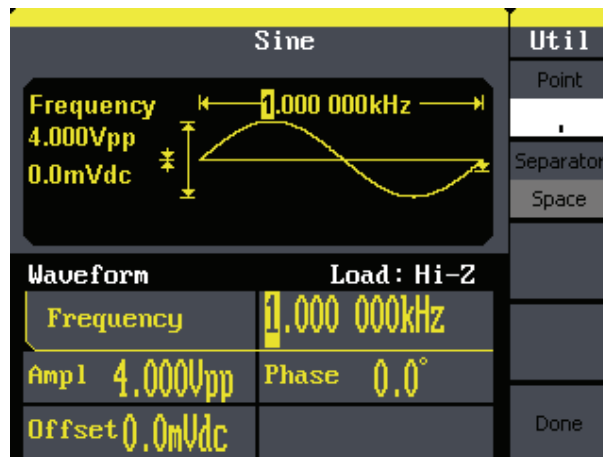 Sine
Frequency
1.000 000kHz
4.000Vpp
0.0mVdc
Waveform Load: Hi-Z
Frequency 1.000 000kHz
Ampl 4.000Vpp Phase 0.0°
Offset 0.0mVdc
Util
Point
.
Separator
Space
Done